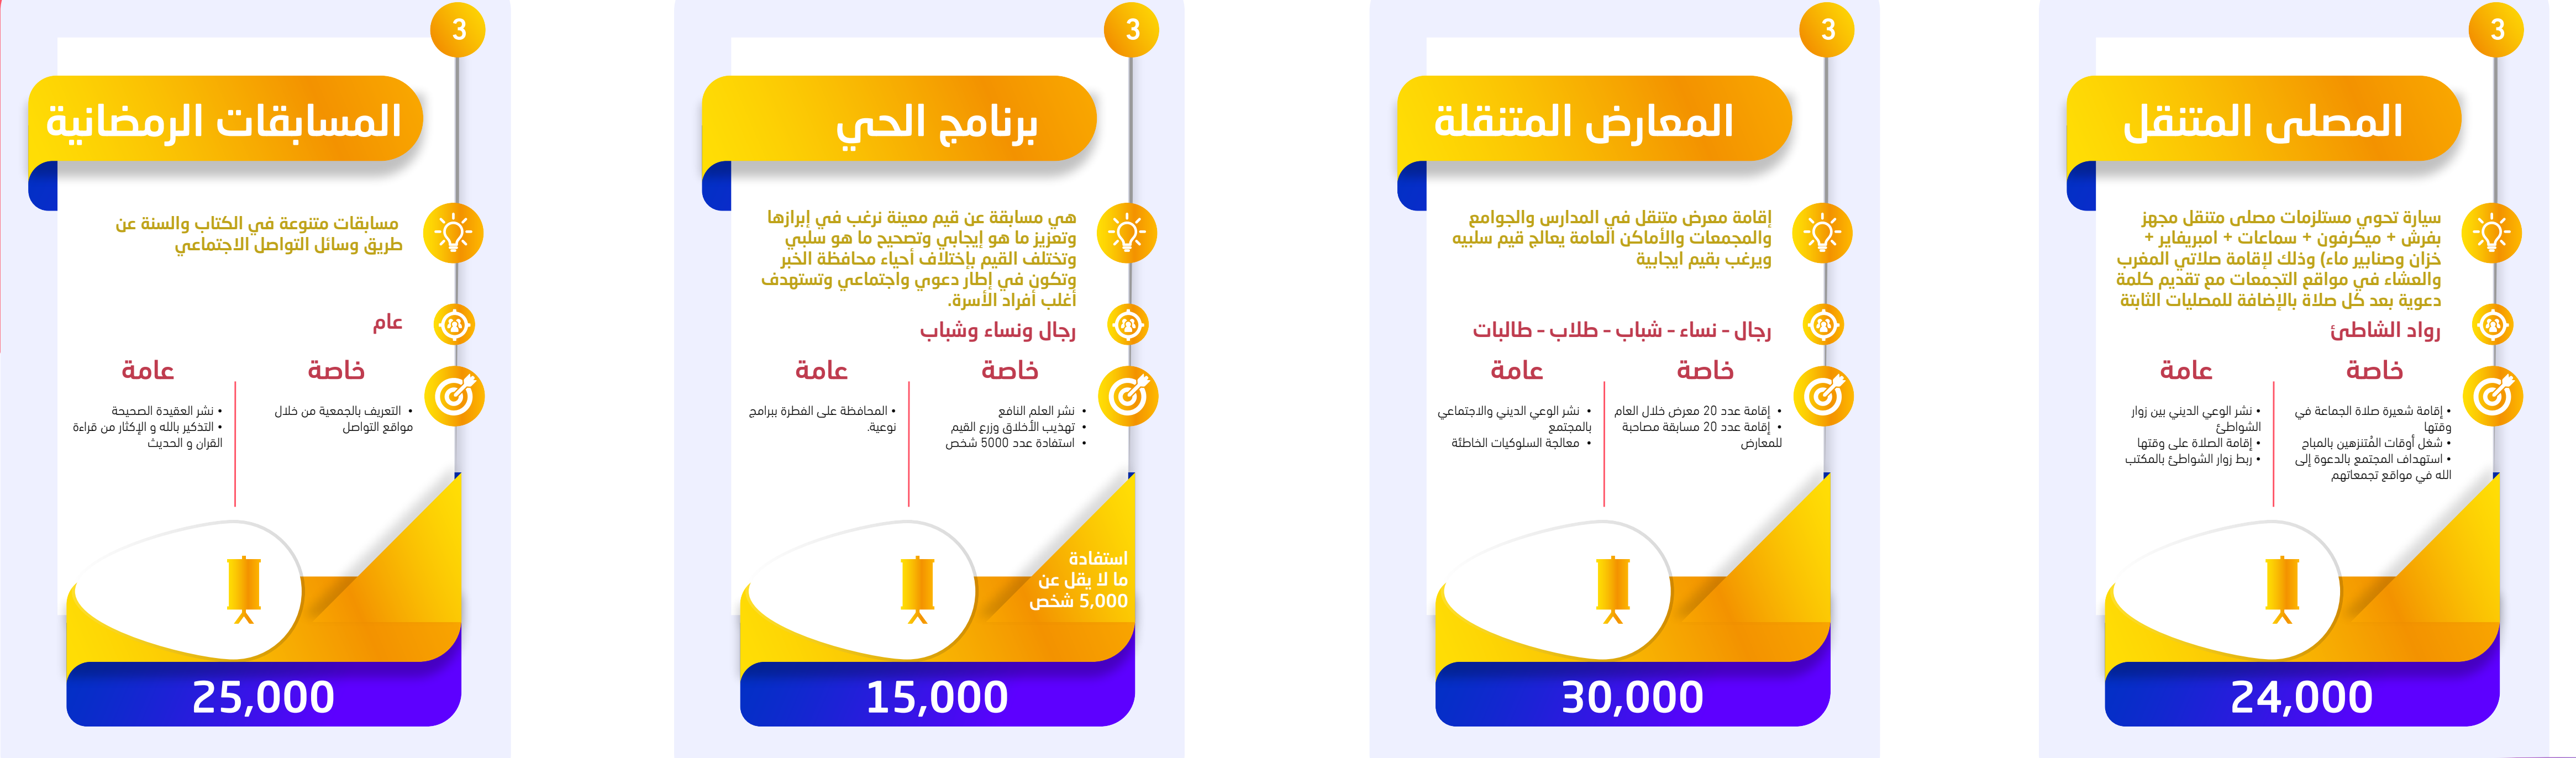 3
المصلى المتنقل
سيارة تحوي مستلزمات مصلى متنقل مجهز
بفرش + ميكرفون + سماعات + امبريفاير +
خزان وصنابير ماء) وذلك لإقامة صلاتي المغرب
والعشاء في مواقع التجمعات مع تقديم كلمة
دعوية بعد كل صلاة بالإضافة للمصليات الثابتة
رواد الشاطئ
خاصة
• إقامة شعيرة صلاة الجماعة في
وقتها
• شغل أوقات المُتنزهين بالمباح
• استهداف المجتمع بالدعوة إلى
الله في مواقع تجمعاتهم
عامة
• نشر الوعي الديني بين زوار
الشواطئ
• إقامة الصلاة على وقتها
• ربط زوار الشواطئ بالمكتب
24,000
3
المعارض المتنقلة
إقامة معرض متنقل في المدارس والجوامع
والمجمعات والأماكن العامة يعالج قيم سلبيه
ويرغب بقيم ايجابية
رجال - نساء - شباب - طلاب - طالبات
خاصة
• إقامة عدد 20 معرض خلال العام
• إقامة عدد 20 مسابقة مصاحبة
للمعارض
عامة
• نشر الوعي الديني والاجتماعي
بالمجتمع
• معالجة السلوكيات الخاطئة
30,000
3
برنامج الحي
هي مسابقة عن قيم معينة نرغب في إبرازها
وتعزيز ما هو إيجابي وتصحيح ما هو سلبي
وتختلف القيم بإختلاف أحياء محافظة الخبر
وتكون في إطار دعوي واجتماعي وتستهدف
أغلب أفراد الأسرة.
رجال ونساء وشباب
خاصة
• نشر العلم النافع
• تهذيب الأخلاق وزرع القيم
• استفادة عدد 5000 شخص
عامة
• المحافظة على الفطرة ببرامج
نوعية.
استفادة
ما لا يقل عن
5,000 شخص
15,000
3
المسابقات الرمضانية
مسابقات متنوعة في الكتاب والسنة عن
طريق وسائل التواصل الاجتماعي
عام
خاصة
• التعريف بالجمعية من خلال
مواقع التواصل
عامة
• نشر العقيدة الصحيحة
• التذكير بالله و الإكثار من قراءة
القران و الحديث
25,000